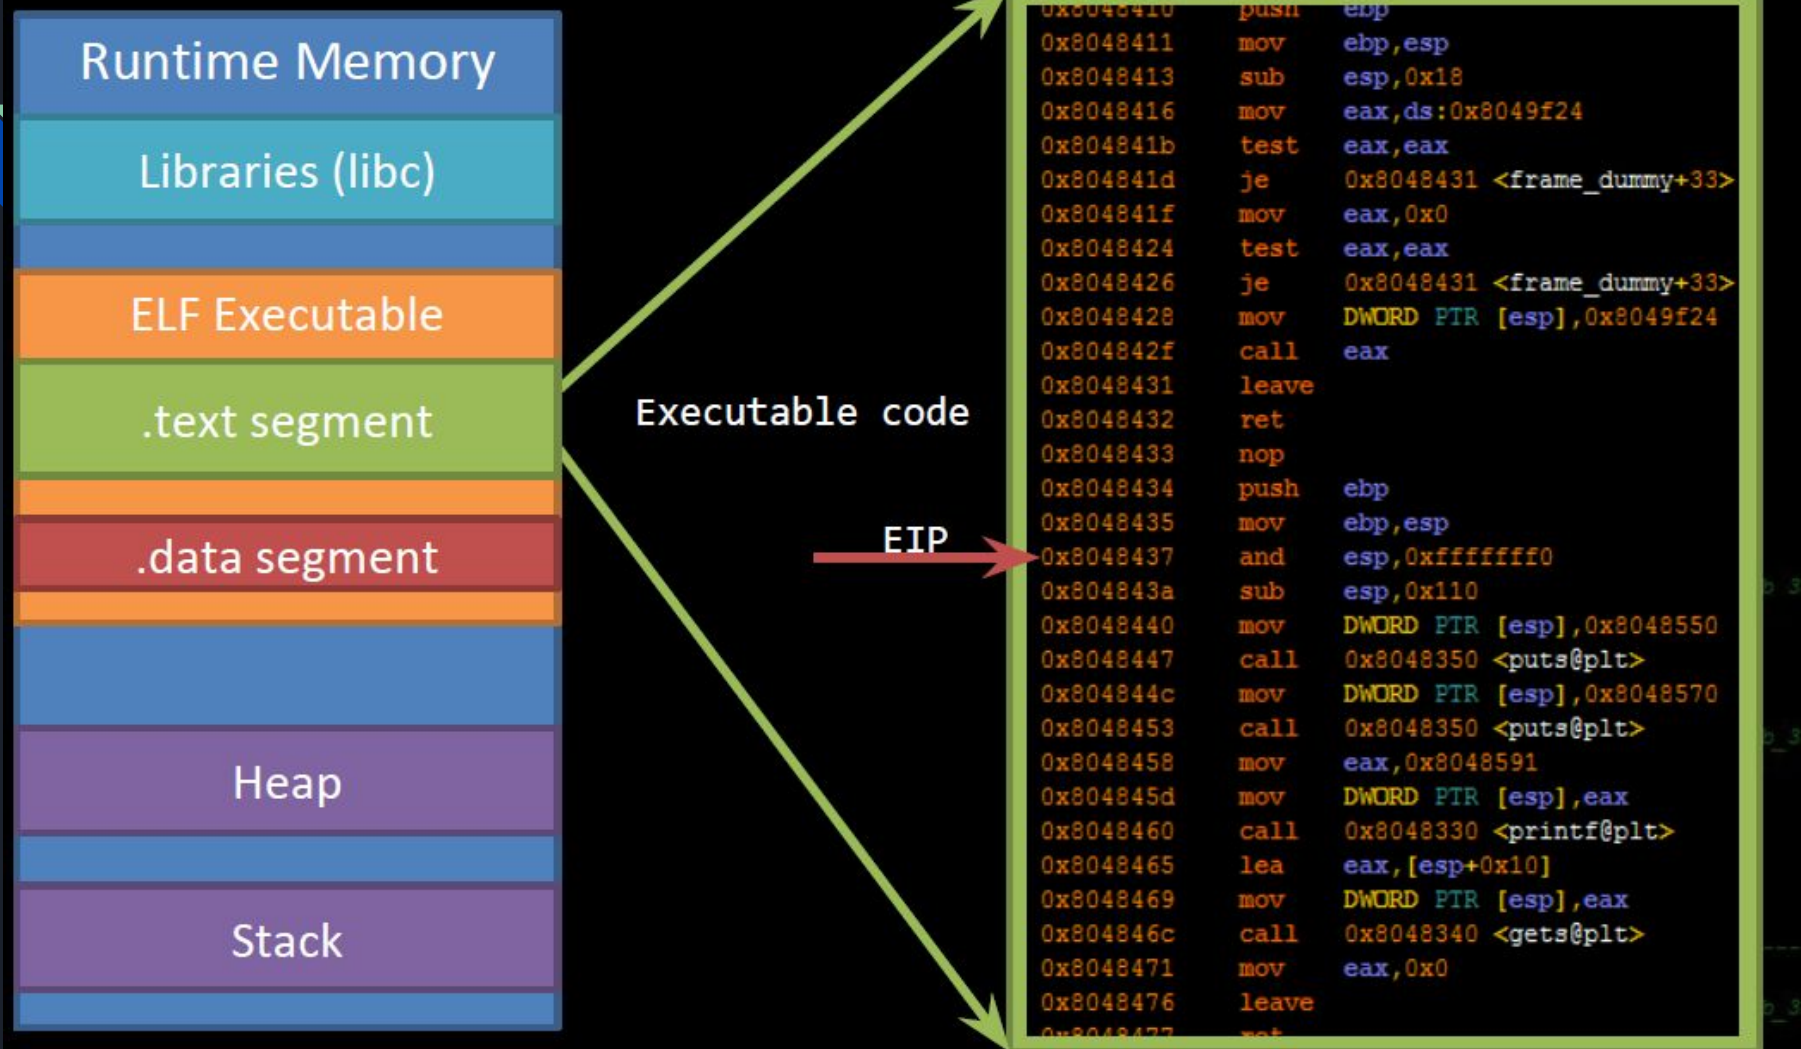 Runtime Memory
Libraries (libc)
ELF Executable
.text segment
.data segment
Heap
Stack
Executable code
EIP
0x8048410 push ebp
0x8048411 mov ebp,esp
0x8048413 sub esp,0x18
0x8048416 mov eax,ds:0x8049f24
0x804841b test eax,eax
0x804841d je 0x8048431 <frame_dummy+33>
0x804841f mov eax,0x0
0x8048424 test eax,eax
0x8048426 je 0x8048431 <frame_dummy+33>
0x8048428 mov DWORD PTR [esp],0x8049f24
0x804842f call eax
0x8048431 leave
0x8048432 ret
0x8048433 nop
0x8048434 push ebp
0x8048435 mov ebp,esp
0x8048437 and esp,0xfffffff0
0x804843a sub esp,0x110
0x8048440 mov DWORD PTR [esp],0x8048550
0x8048447 call 0x8048350 <puts@plt>
0x804844c mov DWORD PTR [esp],0x8048570
0x8048453 call 0x8048350 <puts@plt>
0x8048458 mov eax,0x8048591
0x804845d mov DWORD PTR [esp],eax
0x8048460 call 0x8048330 <printf@plt>
0x8048465 lea eax,[esp+0x10]
0x8048469 mov DWORD PTR [esp],eax
0x804846c call 0x8048340 <gets@plt>
0x8048471 mov eax,0x0
0x8048476 leave
0x8048477 ret